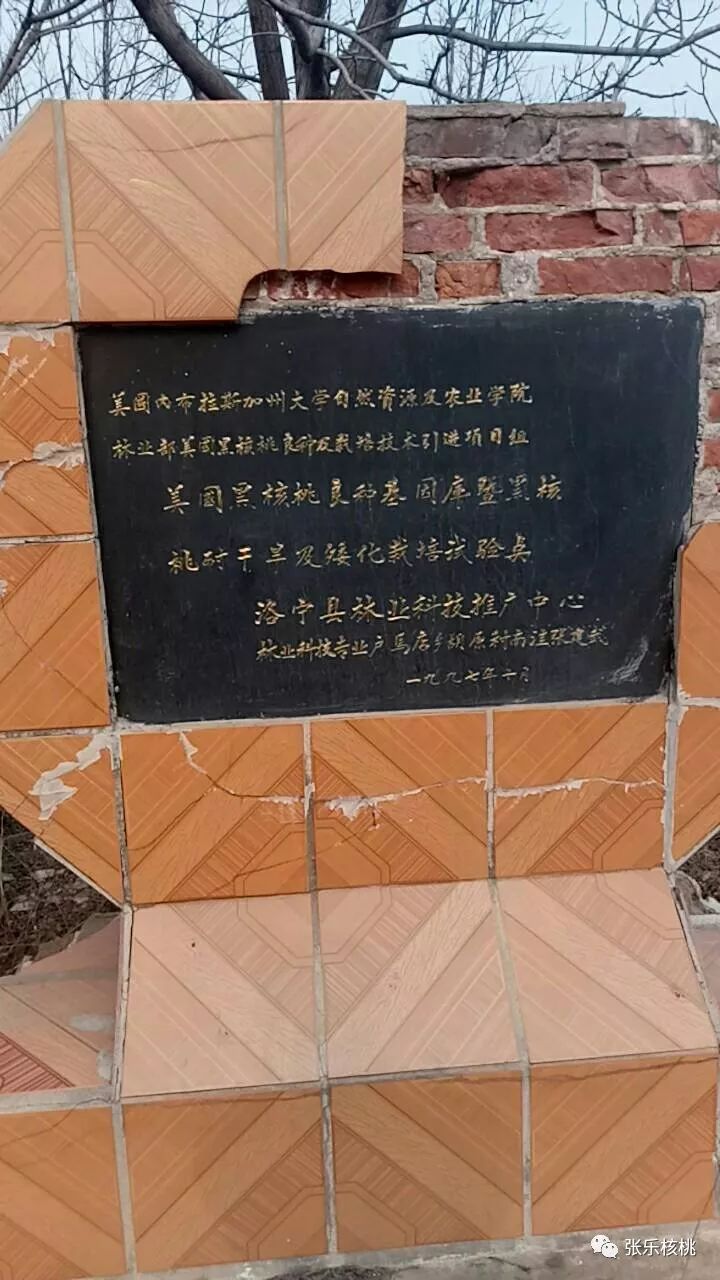 美国内布拉斯加州大学自然资源及农业学院
林业部美国黑核桃良种及栽培技术引进项目组
美国黑核桃良种基因库暨黑核
桃耐干旱及矮化栽培试验点
洛宁县林业科技推广中心
林业科技专业户马店乡胡原村南洼张建武
一九九七年十月
张乐核桃